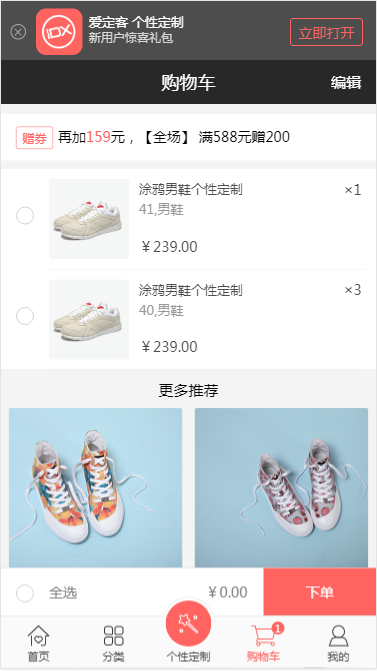 IDX
爱定客 个性定制
新用户惊喜礼包
立即打开
购物车
编辑
赠券 再加159元，【全场】 满588元赠200
涂鸦男鞋个性定制 ×1
41,男鞋
￥239.00
涂鸦男鞋个性定制 ×3
40,男鞋
￥239.00
更多推荐
全选 ￥0.00 下单
1
首页 分类 个性定制 购物车 我的